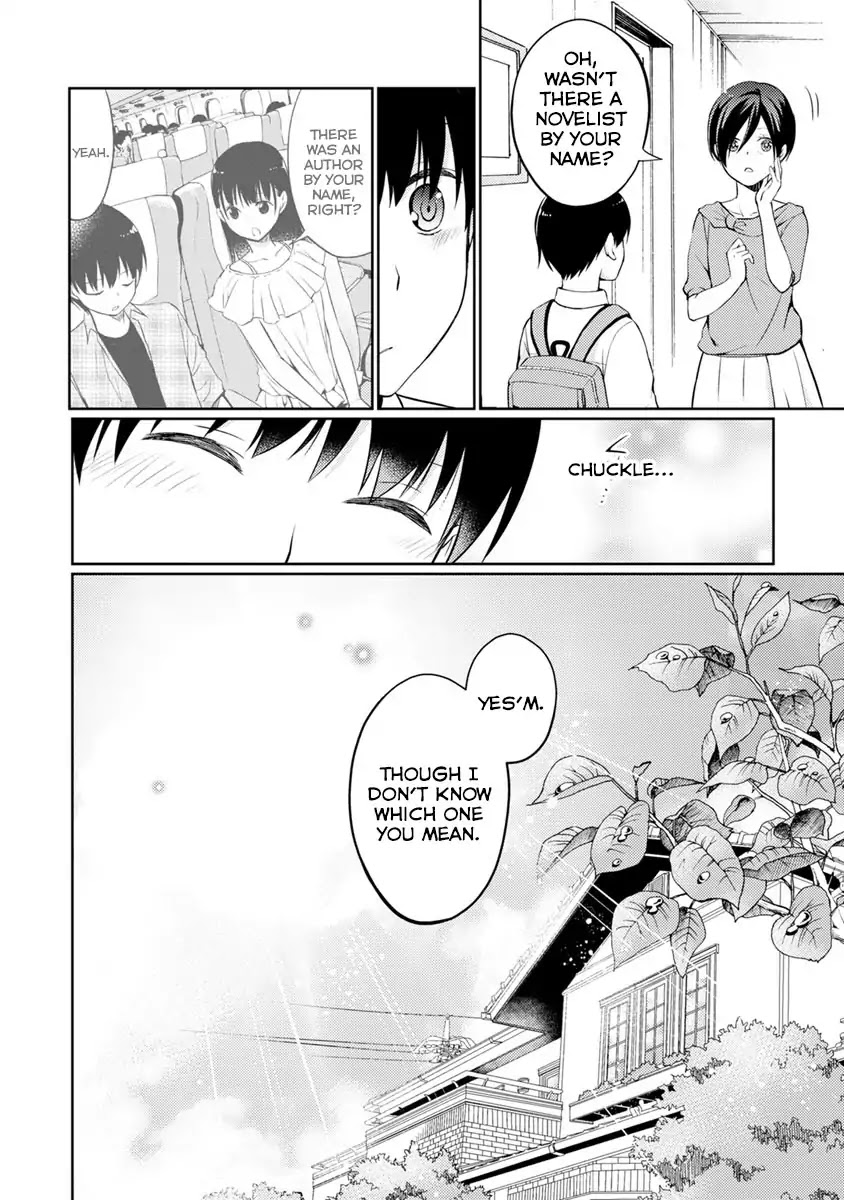 OH,
WASN'T
THERE A
NOVELIST
BY YOUR
NAME?
THERE
WAS AN
AUTHOR
BY YOUR
NAME,
RIGHT?
YEAH.
CHUCKLE...
YES'M.
THOUGH I
DON'T KNOW
WHICH ONE
YOU MEAN.